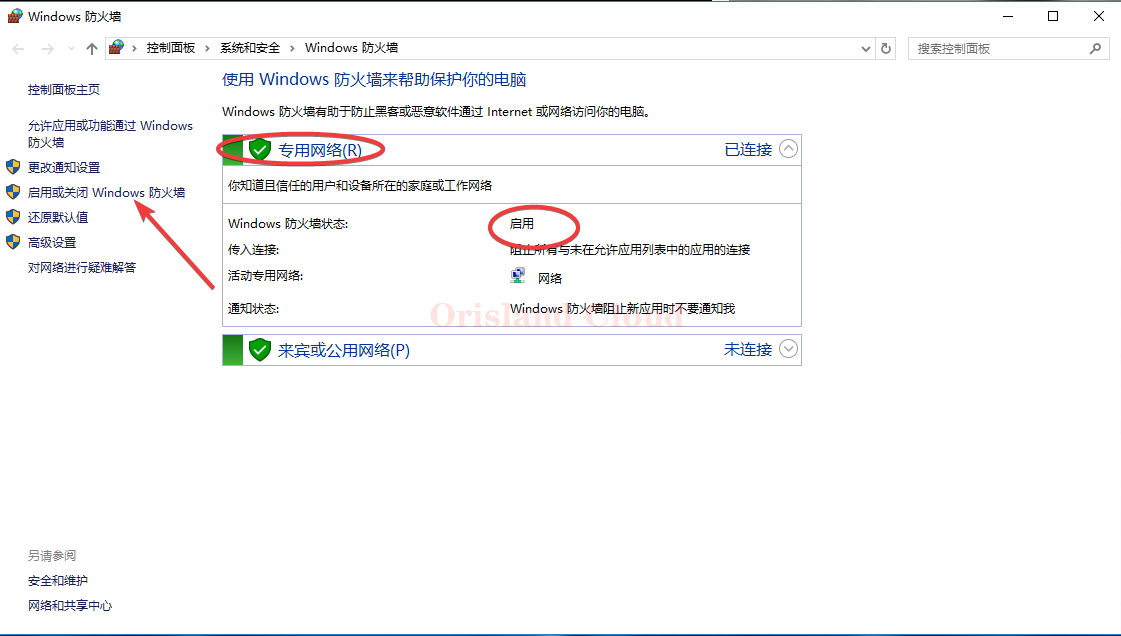 Windows 防火墙
控制面板 › 系统和安全 › Windows 防火墙
搜索控制面板
控制面板主页
允许应用或功能通过 Windows
防火墙
更改通知设置
启用或关闭 Windows 防火墙
还原默认值
高级设置
对网络进行疑难解答
使用 Windows 防火墙来帮助保护你的电脑
Windows 防火墙有助于防止黑客或恶意软件通过 Internet 或网络访问你的电脑。
专用网络(R) 已连接
你知道且信任的用户和设备所在的家庭或工作网络
Windows 防火墙状态: 启用
传入连接: 阻止所有与未在允许应用列表中的应用的连接
活动专用网络: 网络
通知状态: Windows 防火墙阻止新应用时不要通知我
Orisland Cloud
来宾或公用网络(P) 未连接
另请参阅
安全和维护
网络和共享中心